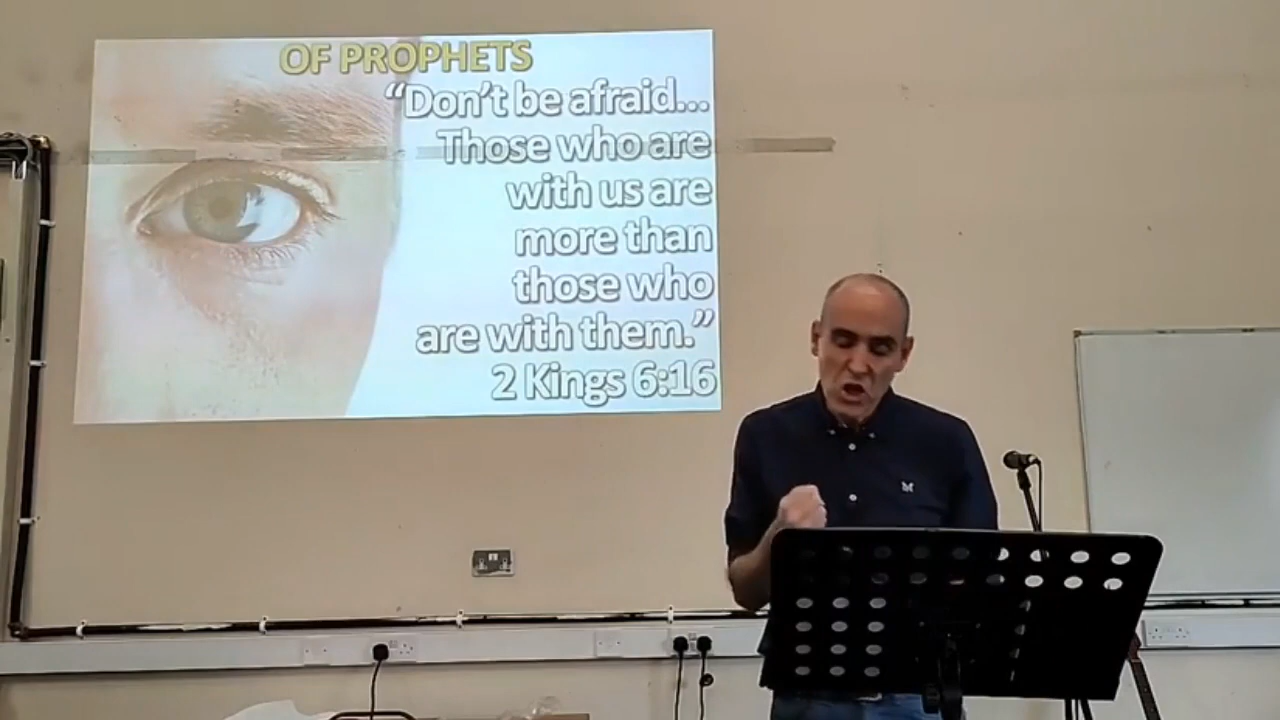 OF PROPHETS
“Don’t be afraid...
Those who are
with us are
more than
those who
are with them.”
2 Kings 6:16